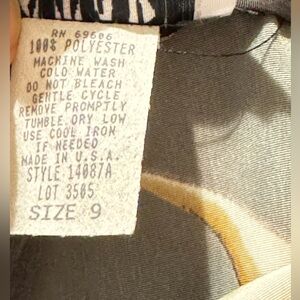 RN 69606
100% POLYESTER
MACHINE WASH
COLD WATER
DO NOT BLEACH
GENTLE CYCLE
REMOVE PROMPTLY
TUMBLE DRY LOW
USE COOL IRON
IF NEEDED
MADE IN U.S.A.
STYLE 14087A
LOT 3505
SIZE 9